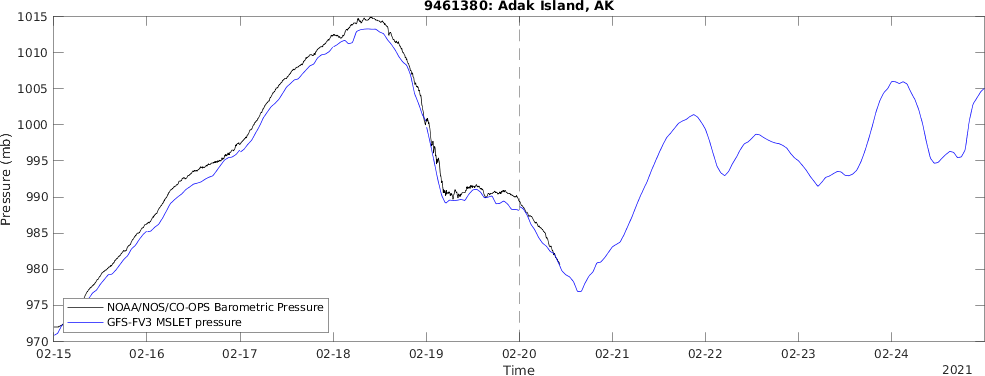 9461380: Adak Island, AK
Pressure (mb)
1015
1010
1005
1000
995
990
985
980
975
970
NOAA/NOS/CO-OPS Barometric Pressure
GFS-FV3 MSLET pressure
02-15 02-16 02-17 02-18 02-19 02-20 02-21 02-22 02-23 02-24
Time
2021